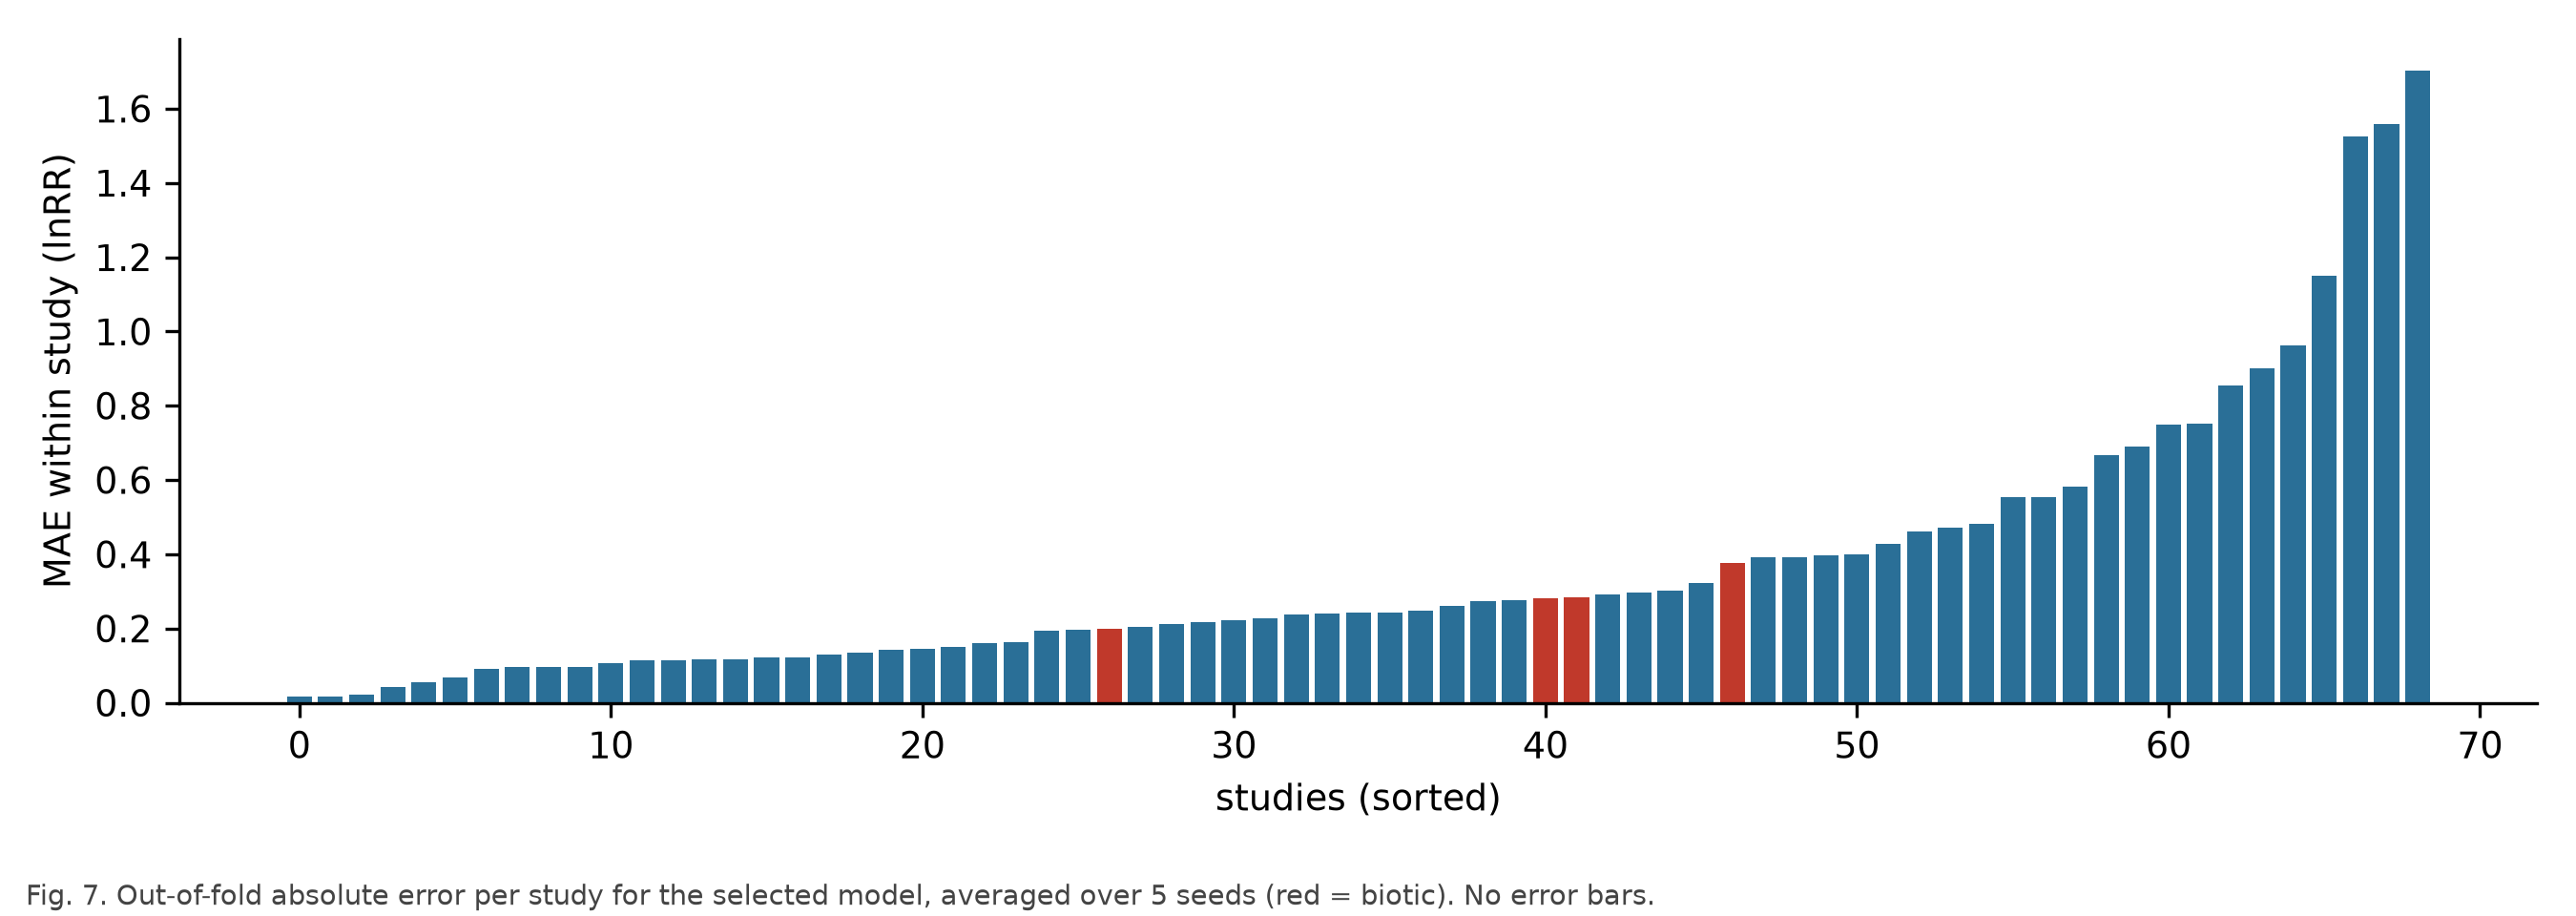 1.6
1.4
1.2
1.0
0.8
0.6
0.4
0.2
0.0
MAE within study (lnRR)
0 10 20 30 40 50 60 70
studies (sorted)
Fig. 7. Out-of-fold absolute error per study for the selected model, averaged over 5 seeds (red = biotic). No error bars.